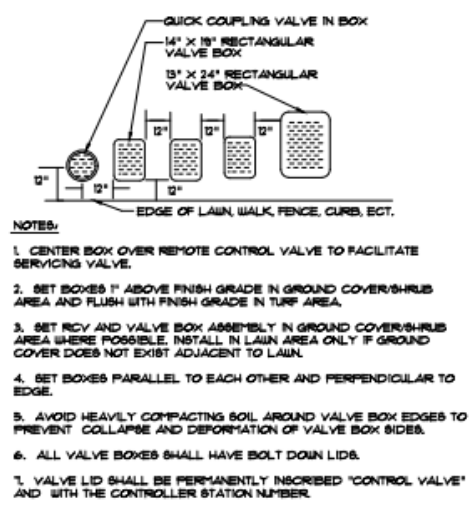 QUICK COUPLING VALVE IN BOX
14" X 19" RECTANGULAR
VALVE BOX
13" X 24" RECTANGULAR
VALVE BOX
12" 12" 12"
12" 12" 12"
EDGE OF LAWN, WALK, FENCE, CURB, ECT.
NOTES:
1. CENTER BOX OVER REMOTE CONTROL VALVE TO FACILITATE
SERVICING VALVE.
2. SET BOXES 1" ABOVE FINISH GRADE IN GROUND COVER/SHRUB
AREA AND FLUSH WITH FINISH GRADE IN TURF AREA.
3. SET RCV AND VALVE BOX ASSEMBLY IN GROUND COVER/SHRUB
AREA WHERE POSSIBLE. INSTALL IN LAWN AREA ONLY IF GROUND
COVER DOES NOT EXIST ADJACENT TO LAWN.
4. SET BOXES PARALLEL TO EACH OTHER AND PERPENDICULAR TO
EDGE.
5. AVOID HEAVILY COMPACTING SOIL AROUND VALVE BOX EDGES TO
PREVENT COLLAPSE AND DEFORMATION OF VALVE BOX SIDES.
6. ALL VALVE BOXES SHALL HAVE BOLT DOWN LIDS.
7. VALVE LID SHALL BE PERMANENTLY INSCRIBED "CONTROL VALVE"
AND WITH THE CONTROLLER STATION NUMBER.